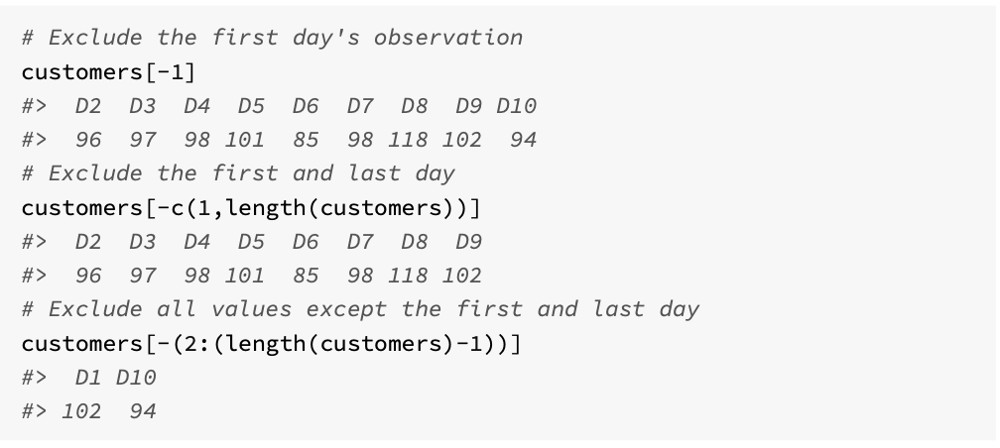 # Exclude the first day's observation
customers[-1]
#>  D2  D3  D4  D5  D6  D7  D8  D9 D10
#>  96  97  98 101  85  98 118 102  94
# Exclude the first and last day
customers[-c(1,length(customers))]
#>  D2  D3  D4  D5  D6  D7  D8  D9
#>  96  97  98 101  85  98 118 102
# Exclude all values except the first and last day
customers[-(2:(length(customers)-1))]
#>  D1 D10
#> 102  94